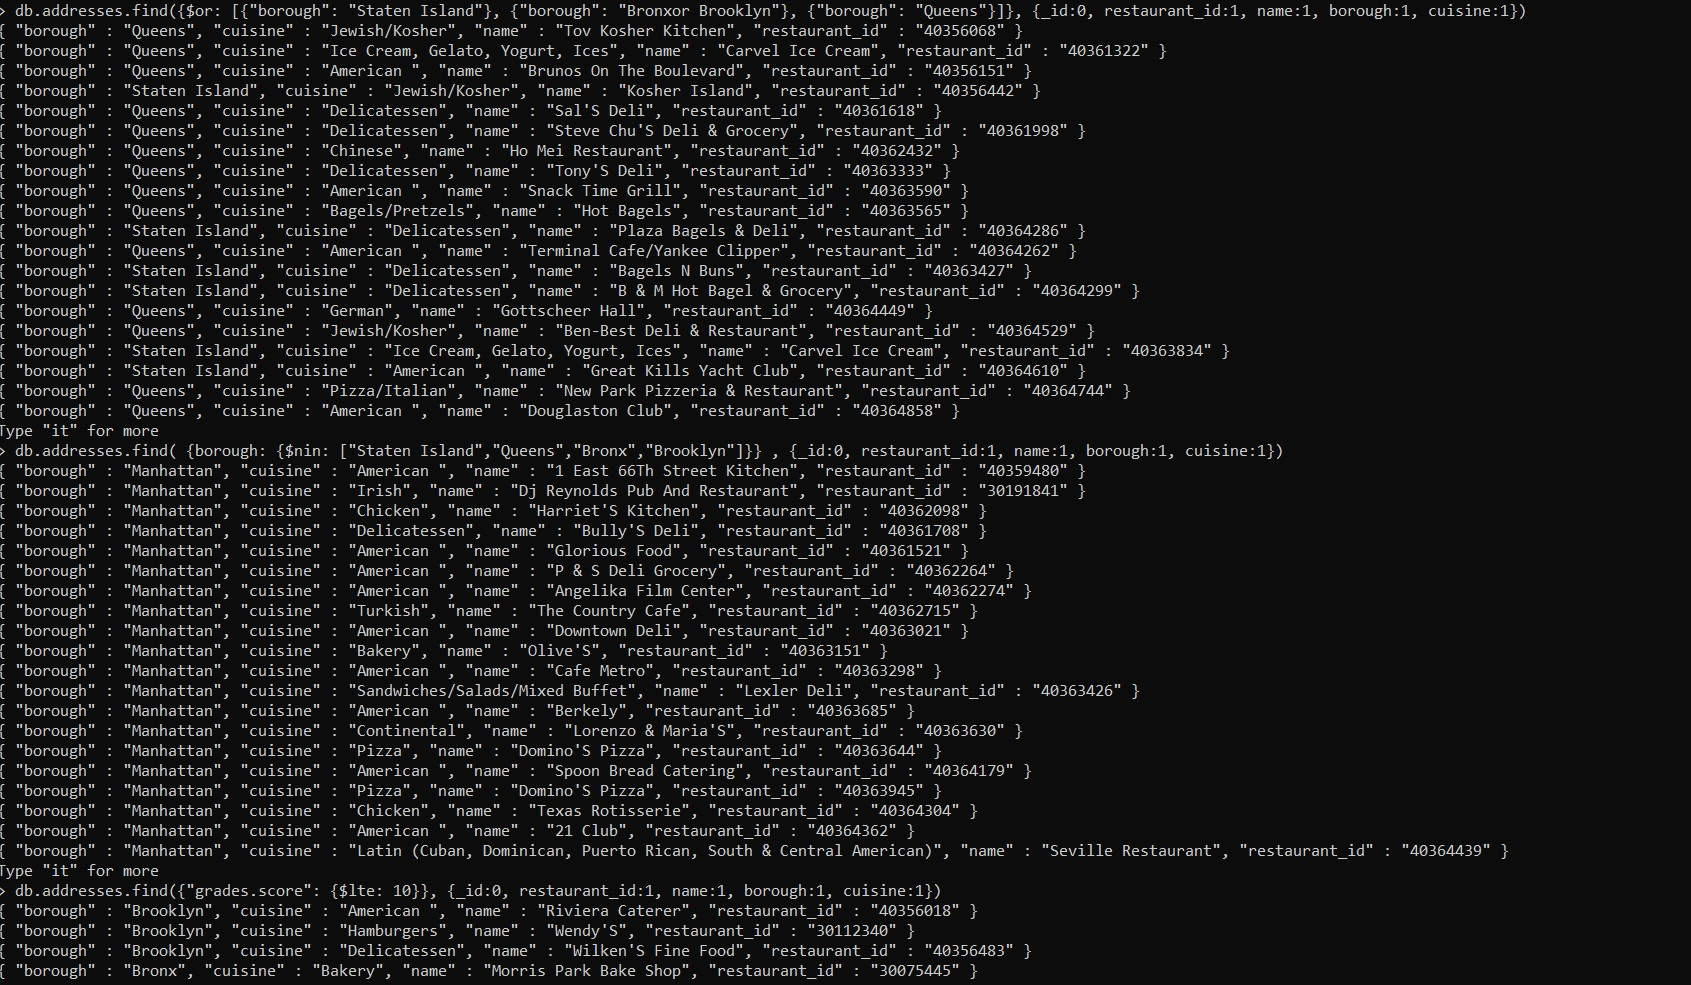 > db.addresses.find({$or: [{"borough": "Staten Island"}, {"borough": "Bronxor Brooklyn"}, {"borough": "Queens"}]}, {_id:0, restaurant_id:1, name:1, borough:1, cuisine:1})
{ "borough" : "Queens", "cuisine" : "Jewish/Kosher", "name" : "Tov Kosher Kitchen", "restaurant_id" : "40356068" }
{ "borough" : "Queens", "cuisine" : "Ice Cream, Gelato, Yogurt, Ices", "name" : "Carvel Ice Cream", "restaurant_id" : "40361322" }
{ "borough" : "Queens", "cuisine" : "American ", "name" : "Brunos On The Boulevard", "restaurant_id" : "40356151" }
{ "borough" : "Staten Island", "cuisine" : "Jewish/Kosher", "name" : "Kosher Island", "restaurant_id" : "40356442" }
{ "borough" : "Queens", "cuisine" : "Delicatessen", "name" : "Sal'S Deli", "restaurant_id" : "40361618" }
{ "borough" : "Queens", "cuisine" : "Delicatessen", "name" : "Steve Chu'S Deli & Grocery", "restaurant_id" : "40361998" }
{ "borough" : "Queens", "cuisine" : "Chinese", "name" : "Ho Mei Restaurant", "restaurant_id" : "40362432" }
{ "borough" : "Queens", "cuisine" : "Delicatessen", "name" : "Tony'S Deli", "restaurant_id" : "40363333" }
{ "borough" : "Queens", "cuisine" : "American ", "name" : "Snack Time Grill", "restaurant_id" : "40363590" }
{ "borough" : "Queens", "cuisine" : "Bagels/Pretzels", "name" : "Hot Bagels", "restaurant_id" : "40363565" }
{ "borough" : "Staten Island", "cuisine" : "Delicatessen", "name" : "Plaza Bagels & Deli", "restaurant_id" : "40364286" }
{ "borough" : "Queens", "cuisine" : "American ", "name" : "Terminal Cafe/Yankee Clipper", "restaurant_id" : "40364262" }
{ "borough" : "Staten Island", "cuisine" : "Delicatessen", "name" : "Bagels N Buns", "restaurant_id" : "40363427" }
{ "borough" : "Staten Island", "cuisine" : "Delicatessen", "name" : "B & M Hot Bagel & Grocery", "restaurant_id" : "40364299" }
{ "borough" : "Queens", "cuisine" : "German", "name" : "Gottscheer Hall", "restaurant_id" : "40364449" }
{ "borough" : "Queens", "cuisine" : "Jewish/Kosher", "name" : "Ben-Best Deli & Restaurant", "restaurant_id" : "40364529" }
{ "borough" : "Staten Island", "cuisine" : "Ice Cream, Gelato, Yogurt, Ices", "name" : "Carvel Ice Cream", "restaurant_id" : "40363834" }
{ "borough" : "Staten Island", "cuisine" : "American ", "name" : "Great Kills Yacht Club", "restaurant_id" : "40364610" }
{ "borough" : "Queens", "cuisine" : "Pizza/Italian", "name" : "New Park Pizzeria & Restaurant", "restaurant_id" : "40364744" }
{ "borough" : "Queens", "cuisine" : "American ", "name" : "Douglaston Club", "restaurant_id" : "40364858" }
Type "it" for more
> db.addresses.find( {borough: {$nin: ["Staten Island","Queens","Bronx","Brooklyn"]}} , {_id:0, restaurant_id:1, name:1, borough:1, cuisine:1})
{ "borough" : "Manhattan", "cuisine" : "American ", "name" : "1 East 66Th Street Kitchen", "restaurant_id" : "40359480" }
{ "borough" : "Manhattan", "cuisine" : "Irish", "name" : "Dj Reynolds Pub And Restaurant", "restaurant_id" : "30191841" }
{ "borough" : "Manhattan", "cuisine" : "Chicken", "name" : "Harriet'S Kitchen", "restaurant_id" : "40362098" }
{ "borough" : "Manhattan", "cuisine" : "Delicatessen", "name" : "Bully'S Deli", "restaurant_id" : "40361708" }
{ "borough" : "Manhattan", "cuisine" : "American ", "name" : "Glorious Food", "restaurant_id" : "40361521" }
{ "borough" : "Manhattan", "cuisine" : "American ", "name" : "P & S Deli Grocery", "restaurant_id" : "40362264" }
{ "borough" : "Manhattan", "cuisine" : "American ", "name" : "Angelika Film Center", "restaurant_id" : "40362274" }
{ "borough" : "Manhattan", "cuisine" : "Turkish", "name" : "The Country Cafe", "restaurant_id" : "40362715" }
{ "borough" : "Manhattan", "cuisine" : "American ", "name" : "Downtown Deli", "restaurant_id" : "40363021" }
{ "borough" : "Manhattan", "cuisine" : "Bakery", "name" : "Olive'S", "restaurant_id" : "40363151" }
{ "borough" : "Manhattan", "cuisine" : "American ", "name" : "Cafe Metro", "restaurant_id" : "40363298" }
{ "borough" : "Manhattan", "cuisine" : "Sandwiches/Salads/Mixed Buffet", "name" : "Lexler Deli", "restaurant_id" : "40363426" }
{ "borough" : "Manhattan", "cuisine" : "American ", "name" : "Berkely", "restaurant_id" : "40363685" }
{ "borough" : "Manhattan", "cuisine" : "Continental", "name" : "Lorenzo & Maria'S", "restaurant_id" : "40363630" }
{ "borough" : "Manhattan", "cuisine" : "Pizza", "name" : "Domino'S Pizza", "restaurant_id" : "40363644" }
{ "borough" : "Manhattan", "cuisine" : "American ", "name" : "Spoon Bread Catering", "restaurant_id" : "40364179" }
{ "borough" : "Manhattan", "cuisine" : "Pizza", "name" : "Domino'S Pizza", "restaurant_id" : "40363945" }
{ "borough" : "Manhattan", "cuisine" : "Chicken", "name" : "Texas Rotisserie", "restaurant_id" : "40364304" }
{ "borough" : "Manhattan", "cuisine" : "American ", "name" : "21 Club", "restaurant_id" : "40364362" }
{ "borough" : "Manhattan", "cuisine" : "Latin (Cuban, Dominican, Puerto Rican, South & Central American)", "name" : "Seville Restaurant", "restaurant_id" : "40364439" }
Type "it" for more
> db.addresses.find({"grades.score": {$lte: 10}}, {_id:0, restaurant_id:1, name:1, borough:1, cuisine:1})
{ "borough" : "Brooklyn", "cuisine" : "American ", "name" : "Riviera Caterer", "restaurant_id" : "40356018" }
{ "borough" : "Brooklyn", "cuisine" : "Hamburgers", "name" : "Wendy'S", "restaurant_id" : "30112340" }
{ "borough" : "Brooklyn", "cuisine" : "Delicatessen", "name" : "Wilken'S Fine Food", "restaurant_id" : "40356483" }
{ "borough" : "Bronx", "cuisine" : "Bakery", "name" : "Morris Park Bake Shop", "restaurant_id" : "30075445" }